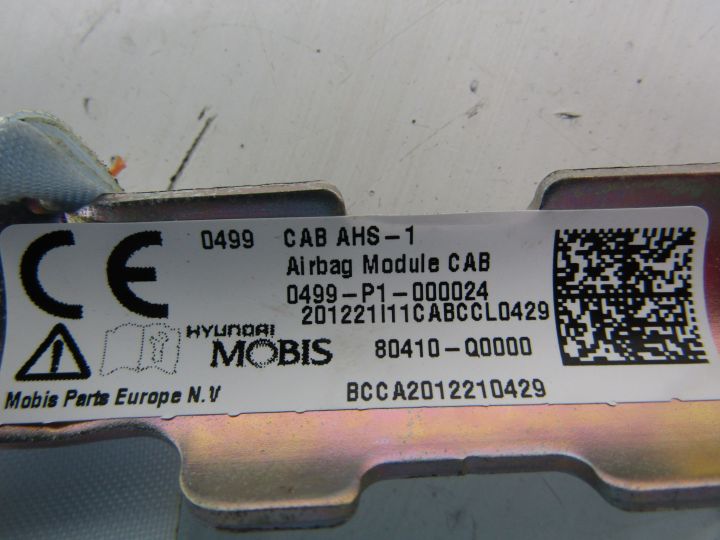 CE 0499 CAB AHS-1
Airbag Module CAB
0499-P1-000024
201221I11CABCCL0429
HYUNDAI
MOBIS 80410-Q0000
Mobis Parts Europe N.V
BCCA2012210429